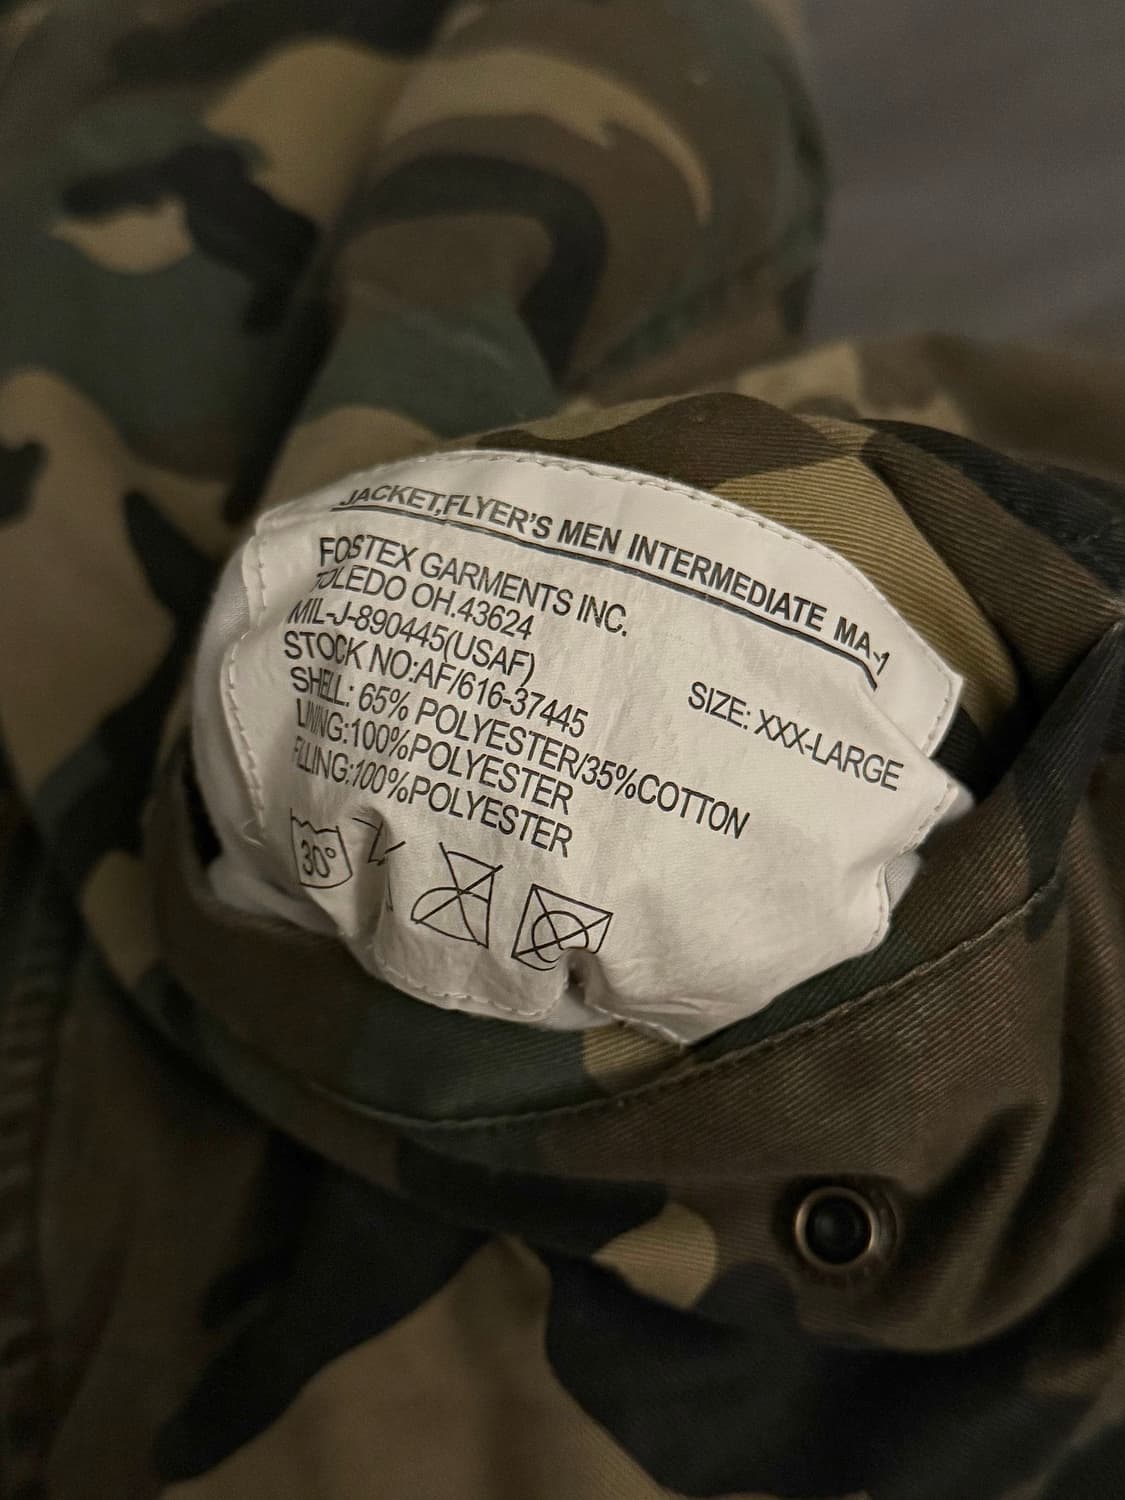 JACKET,FLYER'S MEN INTERMEDIATE MA-1
FOSTEX GARMENTS INC.
TOLEDO OH.43624
MIL-J-890445(USAF)
STOCK NO:AF/616-37445
SIZE: XXX-LARGE
SHELL: 65% POLYESTER/35%COTTON
LINING:100%POLYESTER
FILLING:100%POLYESTER
30°